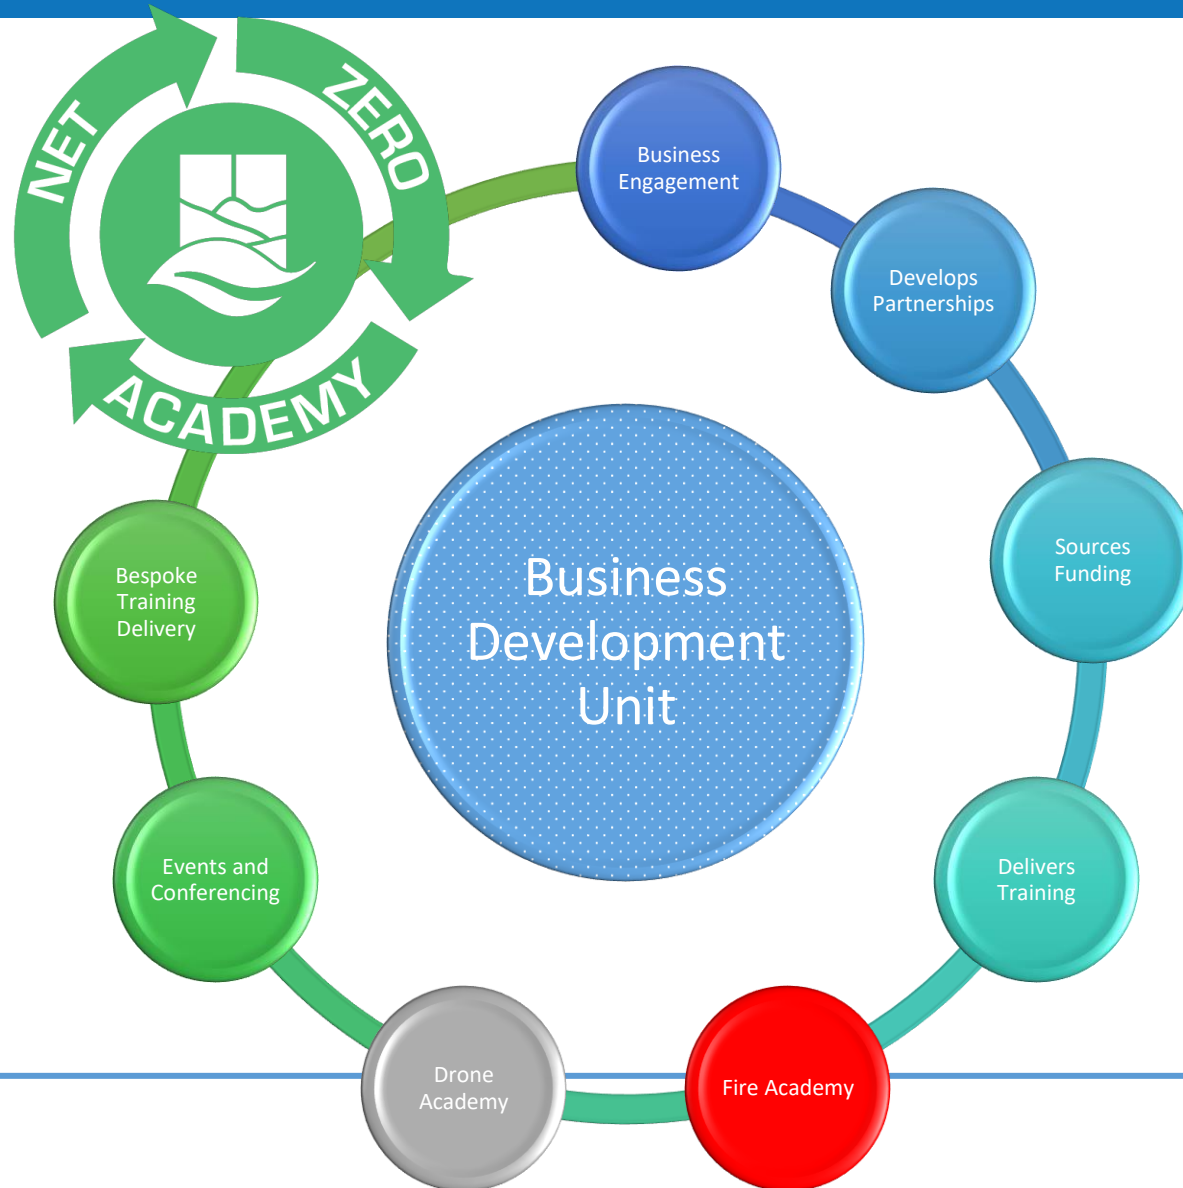 NET
ZERO
ACADEMY
Business
Engagement
Develops
Partnerships
Sources
Funding
Delivers
Training
Fire Academy
Drone
Academy
Events and
Conferencing
Bespoke
Training
Delivery
Business
Development
Unit